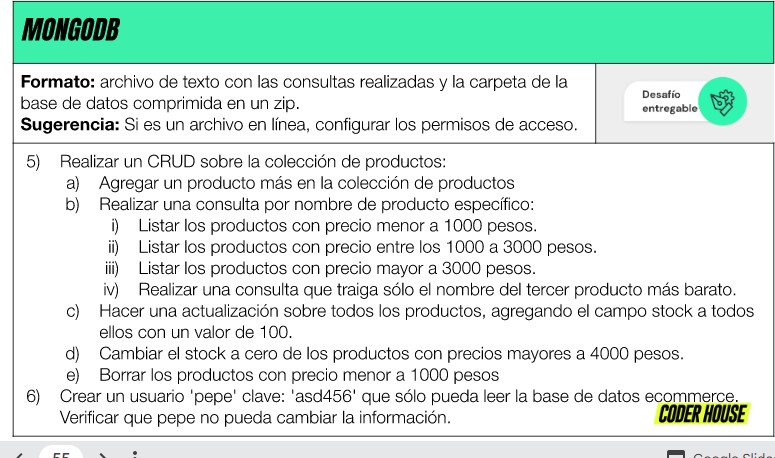 MONGODB
Formato: archivo de texto con las consultas realizadas y la carpeta de la
base de datos comprimida en un zip.
Sugerencia: Si es un archivo en línea, configurar los permisos de acceso.
Desafío
entregable
5) Realizar un CRUD sobre la colección de productos:
a) Agregar un producto más en la colección de productos
b) Realizar una consulta por nombre de producto específico:
i) Listar los productos con precio menor a 1000 pesos.
ii) Listar los productos con precio entre los 1000 a 3000 pesos.
iii) Listar los productos con precio mayor a 3000 pesos.
iv) Realizar una consulta que traiga sólo el nombre del tercer producto más barato.
c) Hacer una actualización sobre todos los productos, agregando el campo stock a todos
ellos con un valor de 100.
d) Cambiar el stock a cero de los productos con precios mayores a 4000 pesos.
e) Borrar los productos con precio menor a 1000 pesos
6) Crear un usuario 'pepe' clave: 'asd456' que sólo pueda leer la base de datos ecommerce.
Verificar que pepe no pueda cambiar la información.
CODER HOUSE
55
Google Slides